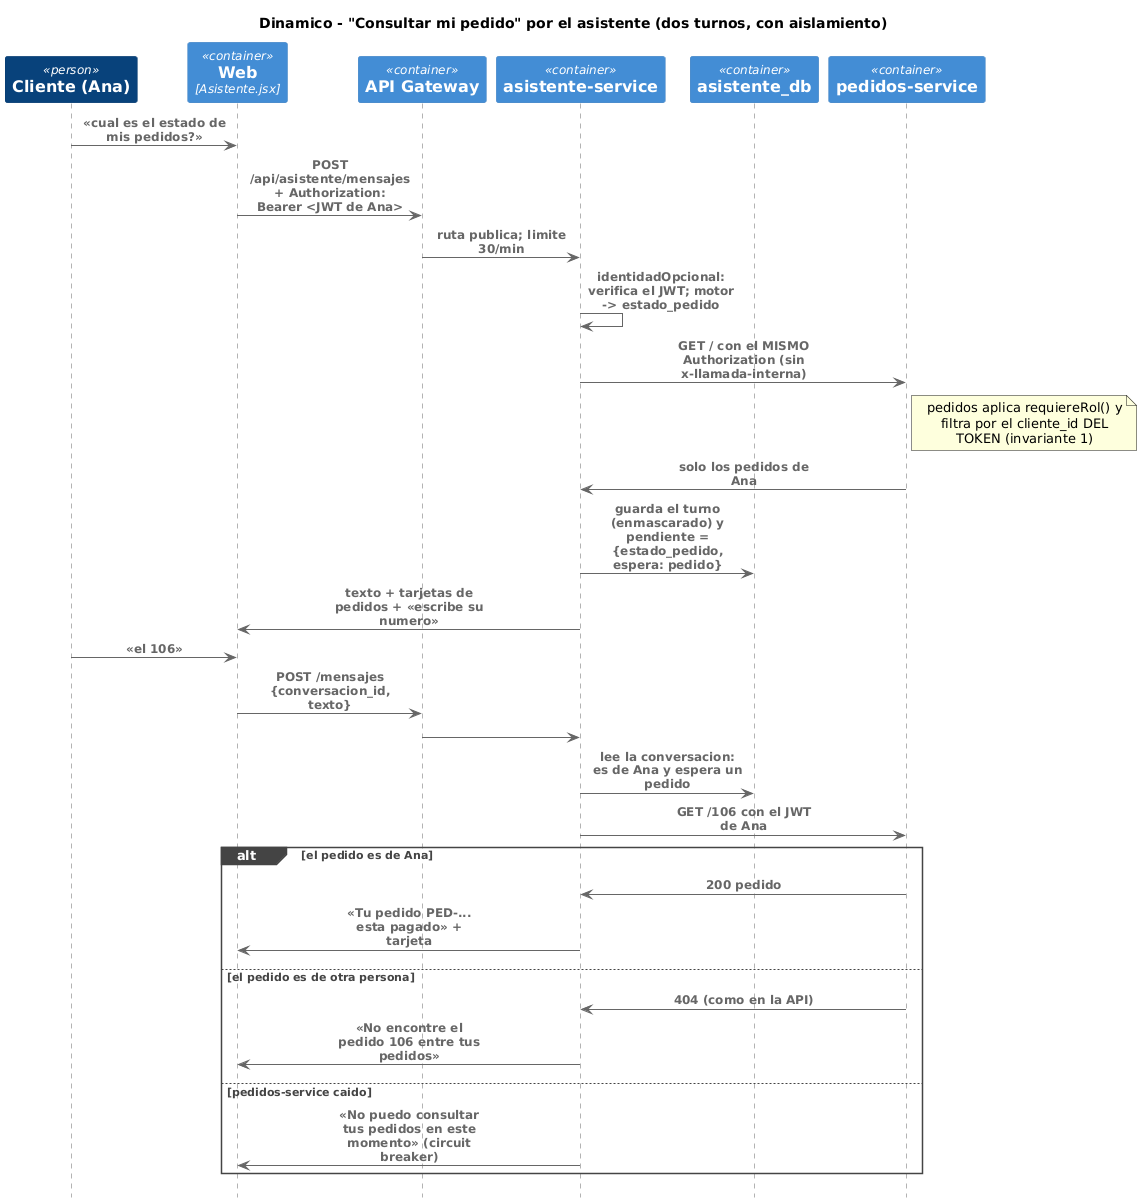 Dinamico - "Consultar mi pedido" por el asistente (dos turnos, con aislamiento)
«person»
Cliente (Ana)
«container»
Web
[Asistente.jsx]
«container»
API Gateway
«container»
asistente-service
«container»
asistente_db
«container»
pedidos-service
«cual es el estado de
mis pedidos?»
POST
/api/asistente/mensajes
+ Authorization:
Bearer <JWT de Ana>
ruta publica; limite
30/min
identidadOpcional:
verifica el JWT; motor
-> estado_pedido
GET / con el MISMO
Authorization (sin
x-llamada-interna)
pedidos aplica requiereRol() y
filtra por el cliente_id DEL
TOKEN (invariante 1)
solo los pedidos de
Ana
guarda el turno
(enmascarado) y
pendiente =
{estado_pedido,
espera: pedido}
texto + tarjetas de
pedidos + «escribe su
numero»
«el 106»
POST /mensajes
{conversacion_id,
texto}
lee la conversacion:
es de Ana y espera un
pedido
GET /106 con el JWT
de Ana
alt
[el pedido es de Ana]
200 pedido
«Tu pedido PED-...
esta pagado» +
tarjeta
[el pedido es de otra persona]
404 (como en la API)
«No encontre el
pedido 106 entre tus
pedidos»
[pedidos-service caido]
«No puedo consultar
tus pedidos en este
momento» (circuit
breaker)